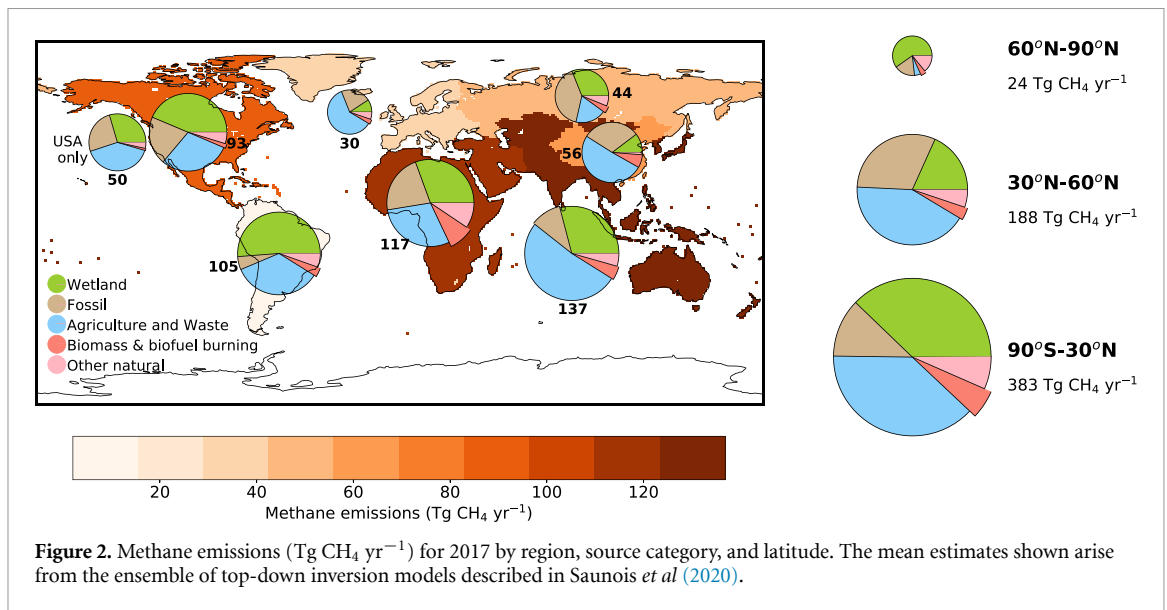 60°N-90°N
24 Tg CH₄ yr⁻¹
44
USA
only
93
30
56
50
30°N-60°N
188 Tg CH₄ yr⁻¹
117
105
137
Wetland
Fossil
Agriculture and Waste
Biomass & biofuel burning
Other natural
90°S-30°N
383 Tg CH₄ yr⁻¹
20 40 60 80 100 120
Methane emissions (Tg CH₄ yr⁻¹)
Figure 2. Methane emissions (Tg CH₄ yr⁻¹) for 2017 by region, source category, and latitude. The mean estimates shown arise
from the ensemble of top-down inversion models described in Saunois et al (2020).